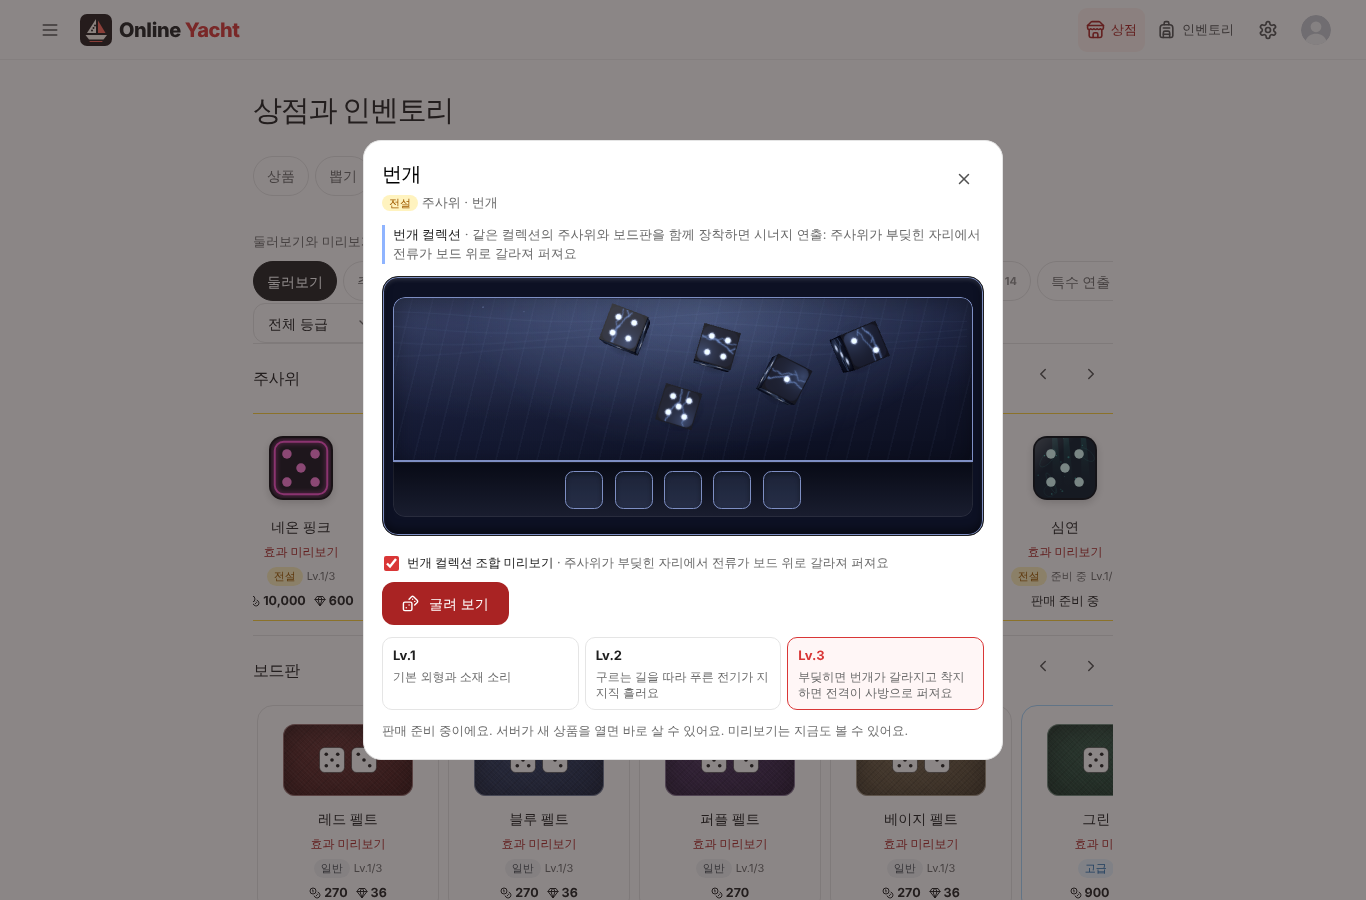 Online Yacht
상점
인벤토리
상점과 인벤토리
상품
뽑기
둘러보기와 미리보
둘러보기
14
특수 연출
전체 등급
주사위
네온 핑크
효과 미리보기
전설 Lv.1/3
10,000 600
심연
효과 미리보기
전설 준비 중 Lv.1/
판매 준비 중
번개
전설 주사위 · 번개
번개 컬렉션 · 같은 컬렉션의 주사위와 보드판을 함께 장착하면 시너지 연출: 주사위가 부딪힌 자리에서
전류가 보드 위로 갈라져 퍼져요
번개 컬렉션 조합 미리보기 · 주사위가 부딪힌 자리에서 전류가 보드 위로 갈라져 퍼져요
굴려 보기
Lv.1
기본 외형과 소재 소리
Lv.2
구르는 길을 따라 푸른 전기가 지
지직 흘러요
Lv.3
부딪히면 번개가 갈라지고 착지
하면 전격이 사방으로 퍼져요
판매 준비 중이에요. 서버가 새 상품을 열면 바로 살 수 있어요. 미리보기는 지금도 볼 수 있어요.
보드판
레드 펠트
효과 미리보기
일반 Lv.1/3
270 36
블루 펠트
효과 미리보기
일반 Lv.1/3
270 36
퍼플 펠트
효과 미리보기
일반 Lv.1/3
270
베이지 펠트
효과 미리보기
일반 Lv.1/3
270 36
그린
효과 미
고급
900